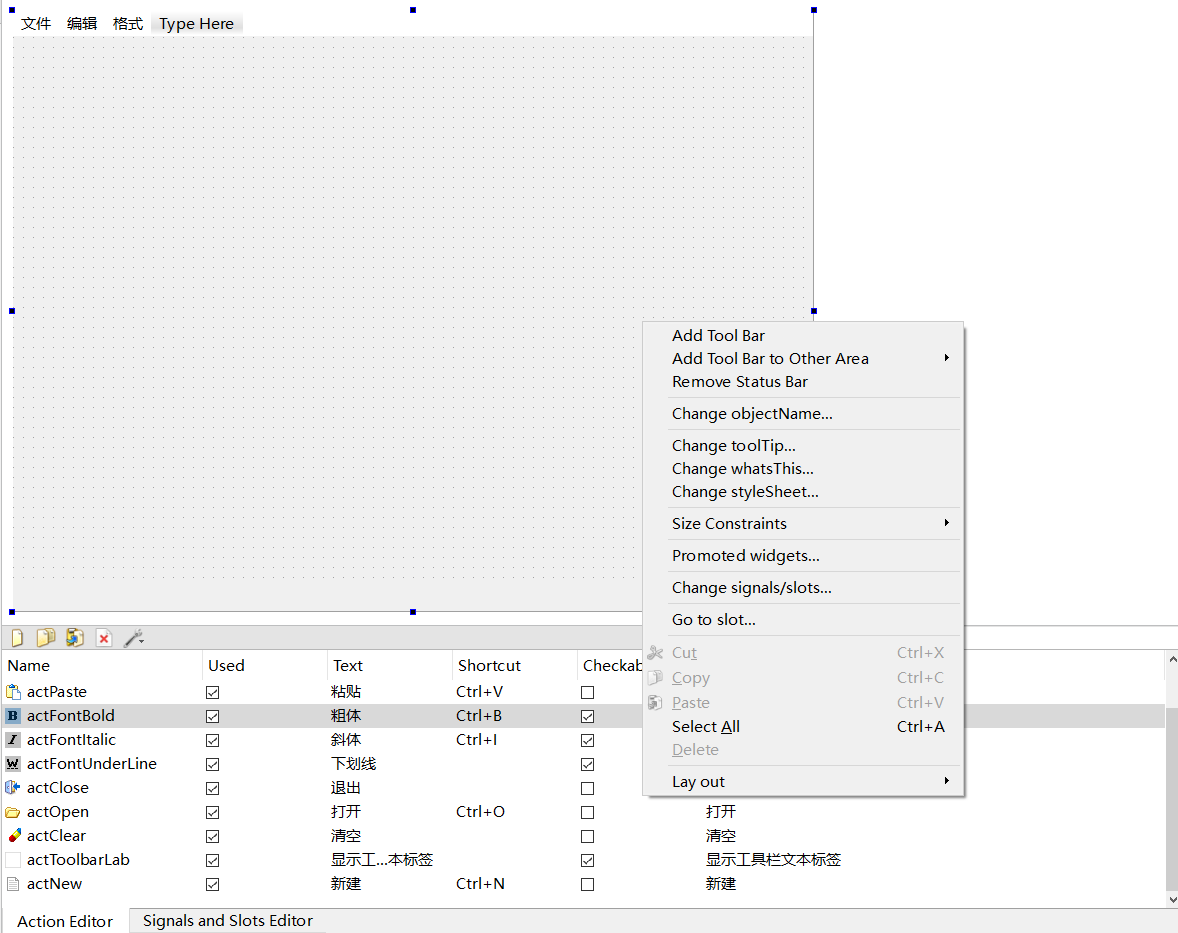 文件 编辑 格式 Type Here
Add Tool Bar
Add Tool Bar to Other Area
Remove Status Bar
Change objectName...
Change toolTip...
Change whatsThis...
Change styleSheet...
Size Constraints
Promoted widgets...
Change signals/slots...
Go to slot...
Cut Ctrl+X
Copy Ctrl+C
Paste Ctrl+V
Select All Ctrl+A
Delete
Lay out
Name Used Text Shortcut Checkab
actPaste 粘贴 Ctrl+V
B actFontBold 粗体 Ctrl+B
I actFontItalic 斜体 Ctrl+I
W actFontUnderLine 下划线
actClose 退出
actOpen 打开 Ctrl+O 打开
actClear 清空 清空
actToolbarLab 显示工...本标签 显示工具栏文本标签
actNew 新建 Ctrl+N 新建
Action Editor Signals and Slots Editor